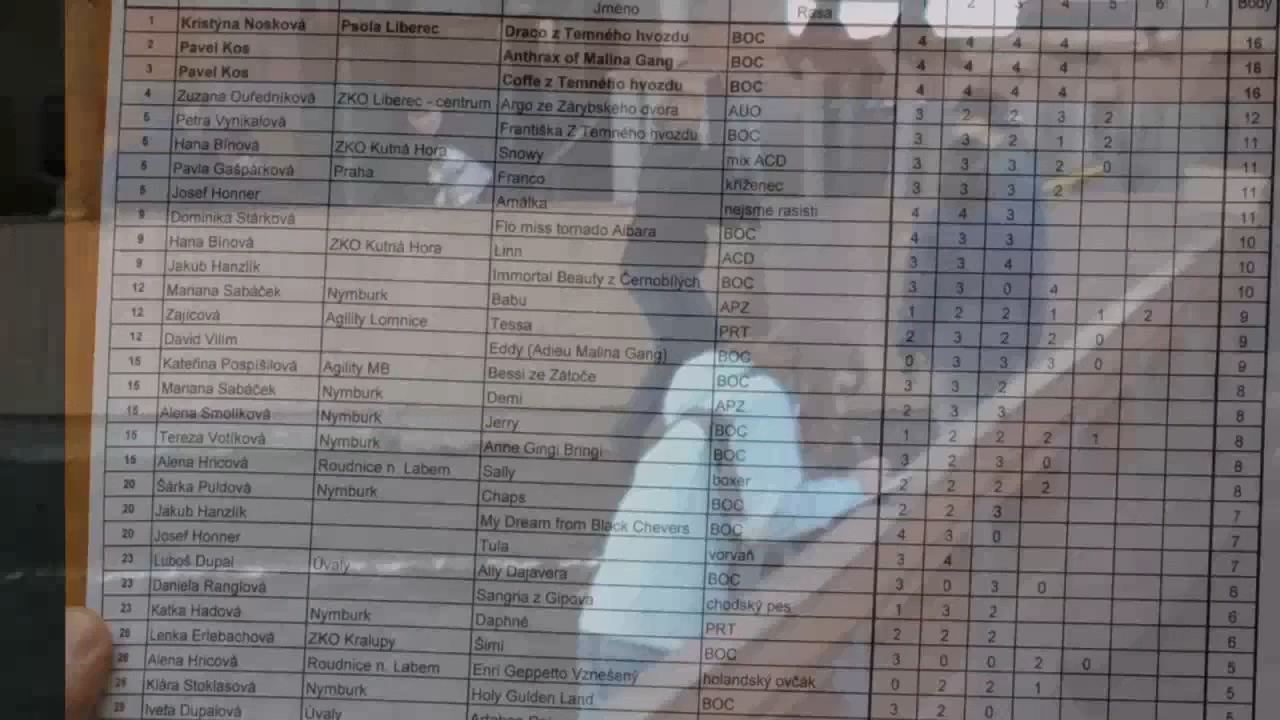 Jméno Rasa 2 3 4 5 6 7 Body
1 Kristýna Nosková Psola Liberec Draco z Temného hvozdu BOC 4 4 4 4 16
2 Pavel Kos Anthrax of Malina Gang BOC 4 4 4 4 16
3 Pavel Kos Coffe z Temného hvozdu BOC 4 4 4 4 16
4 Zuzana Ouředníková ZKO Liberec - centrum Argo ze Zárybského dvora AUO 3 2 2 3 2 12
5 Petra Vynikalová Františka Z Temného hvozdu BOC 3 3 2 1 2 11
5 Hana Bínová ZKO Kutná Hora Snowy mix ACD 3 3 3 2 0 11
5 Pavla Gašpárková Praha Franco kříženec 3 3 3 2 11
5 Josef Honner Amálka nejsme rasisti 4 4 3 11
9 Dominika Stárková Flo miss tornado Aibara BOC 4 3 3 10
9 Hana Bínová ZKO Kutná Hora Linn ACD 3 3 4 10
9 Jakub Hanzlík Immortal Beauty z Černobílých BOC 3 3 0 4 10
12 Mariana Sabáček Nymburk Babu APZ 1 2 2 1 1 2 9
12 Zajícová Agility Lomnice Tessa PRT 2 3 2 2 0 9
12 David Vilím Eddy (Adieu Malina Gang) BOC 0 3 3 3 0 9
15 Kateřina Pospíšilová Agility MB Bessi ze Zátoče BOC 3 3 2 8
15 Mariana Sabáček Nymburk Demi APZ 2 3 3 8
15 Alena Smolíková Nymburk Jerry BOC 1 2 2 2 1 8
15 Tereza Votíková Nymburk Anne Gingi Bringi BOC 3 2 3 0 8
15 Alena Hricová Roudnice n. Labem Sally boxer 2 2 2 2 8
20 Šárka Puldová Nymburk Chaps BOC 2 2 3 7
20 Jakub Hanzlík My Dream from Black Chevers BOC 4 3 0 7
20 Josef Honner Tula vorvaň 3 4 7
23 Luboš Dupal Úvaly Ally Dajavera BOC 3 0 3 0 6
23 Daniela Ranglová Sangria z Gipova chodský pes 1 3 2 6
23 Katka Hadová Nymburk Daphné PRT 2 2 2 6
26 Lenka Erlebachová ZKO Kralupy Šimi BOC 3 0 0 2 0 5
26 Alena Hricová Roudnice n. Labem Enri Geppetto Vznešený holandský ovčák 0 2 2 1 5
26 Klára Stoklasová Nymburk Holy Gulden Land BOC 3 2 0 5
29 Iveta Dupalová Úvaly